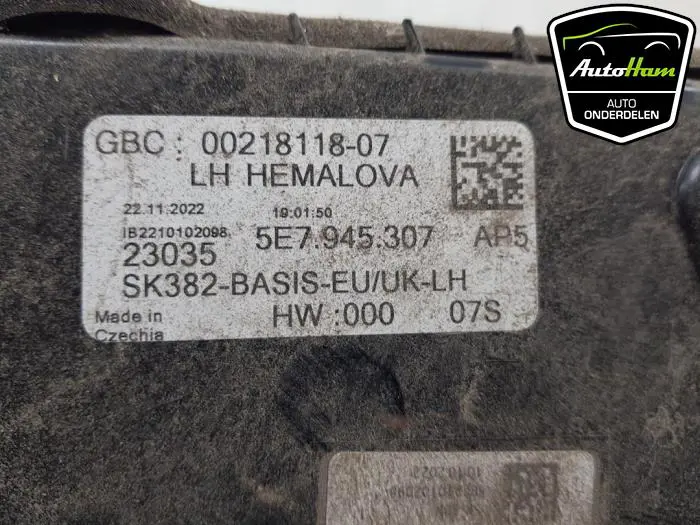 AutoHam
AUTO
ONDERDELEN
GBC : 00218118-07
LH HEMALOVA
22.11.2022 19:01:50
IB2210102098
5E7.945.307 AP5
23035
SK382-BASIS-EU/UK-LH
Made in
Czechia
HW :000 07S